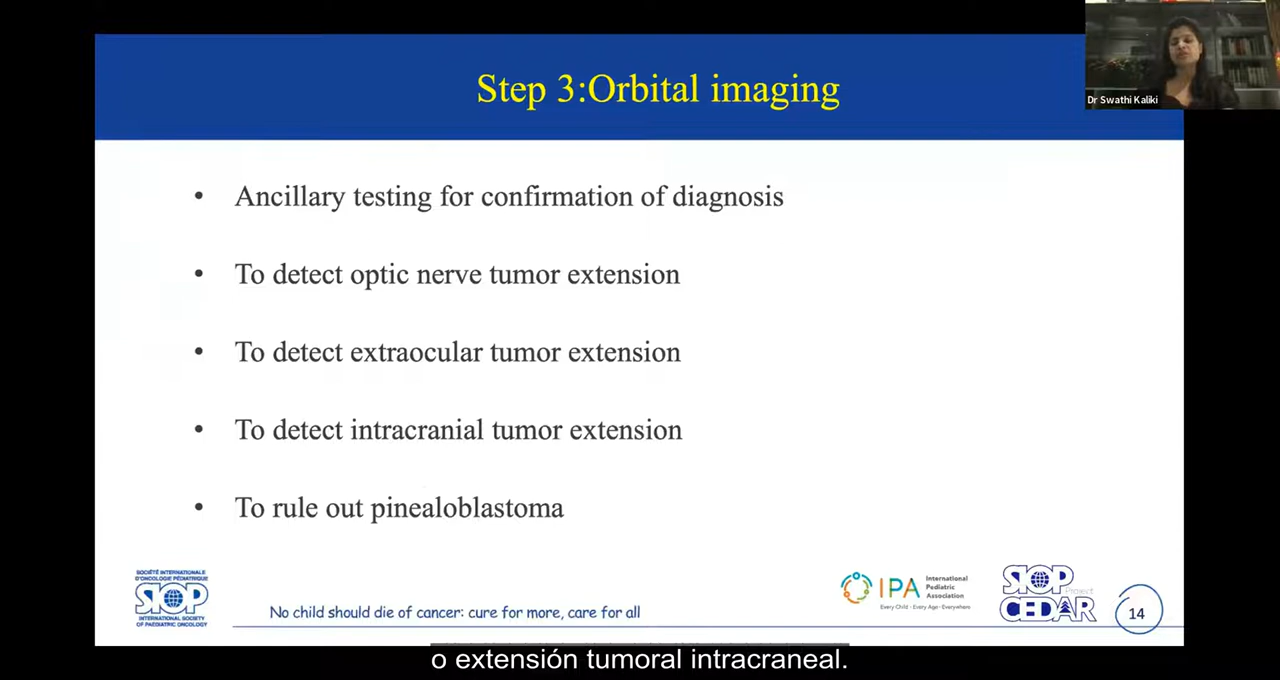 Step 3:Orbital imaging
Dr Swathi Kaliki
• Ancillary testing for confirmation of diagnosis
• To detect optic nerve tumor extension
• To detect extraocular tumor extension
• To detect intracranial tumor extension
• To rule out pinealoblastoma
SOCIÉTÉ INTERNATIONALE
D'ONCOLOGIE PÉDIATRIQUE
SIOP
INTERNATIONAL SOCIETY
OF PAEDIATRIC ONCOLOGY
No child should die of cancer: cure for more, care for all
IPA
International
Pediatric
Association
Every Child · Every Age · Everywhere
SIOP
Project
CEDAR
14
o extensión tumoral intracraneal.